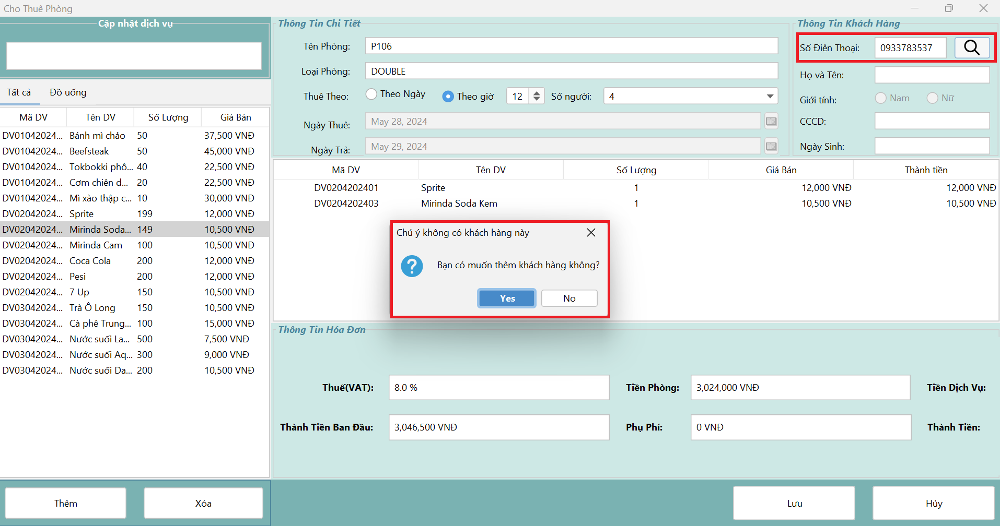 Cho Thuê Phòng
Cập nhật dịch vụ
Tất cả
Đồ uống
Mã DV Tên DV Số Lượng Giá Bán
DV01042024... Bánh mì chảo 50 37,500 VNĐ
DV01042024... Beefsteak 50 45,000 VNĐ
DV01042024... Tokbokki phô... 40 22,500 VNĐ
DV01042024... Cơm chiên d... 20 22,500 VNĐ
DV01042024... Mì xào thập c... 10 30,000 VNĐ
DV02042024... Sprite 199 12,000 VNĐ
DV02042024... Mirinda Soda... 149 10,500 VNĐ
DV02042024... Mirinda Cam 100 10,500 VNĐ
DV02042024... Coca Cola 200 12,000 VNĐ
DV02042024... Pesi 200 12,000 VNĐ
DV02042024... 7 Up 150 10,500 VNĐ
DV03042024... Trà Ô Long 150 10,500 VNĐ
DV03042024... Cà phê Trung... 100 15,000 VNĐ
DV03042024... Nước suối La... 500 7,500 VNĐ
DV03042024... Nước suối Aq... 300 9,000 VNĐ
DV03042024... Nước suối Da... 200 10,500 VNĐ
Thêm
Xóa
Thông Tin Chi Tiết
Tên Phòng: P106
Loại Phòng: DOUBLE
Thuê Theo: Theo Ngày Theo giờ 12 Số người: 4
Ngày Thuê: May 28, 2024
Ngày Trả: May 29, 2024
Thông Tin Khách Hàng
Số Điên Thoại: 0933783537
Họ và Tên:
Giới tính: Nam Nữ
CCCD:
Ngày Sinh:
Mã DV Tên DV Số Lượng Giá Bán Thành tiền
DV0204202401 Sprite 1 12,000 VNĐ 12,000 VNĐ
DV0204202403 Mirinda Soda Kem 1 10,500 VNĐ 10,500 VNĐ
Chú ý không có khách hàng này
Bạn có muốn thêm khách hàng không?
Yes
No
Thông Tin Hóa Đơn
Thuế(VAT): 8.0 % Tiền Phòng: 3,024,000 VNĐ Tiền Dịch Vụ:
Thành Tiền Ban Đầu: 3,046,500 VNĐ Phụ Phí: 0 VNĐ Thành Tiền:
Lưu
Hủy